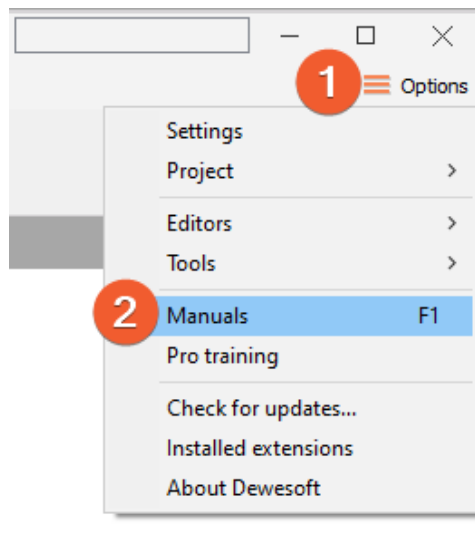 1 Options
Settings
Project
Editors
Tools
2 Manuals F1
Pro training
Check for updates...
Installed extensions
About Dewesoft